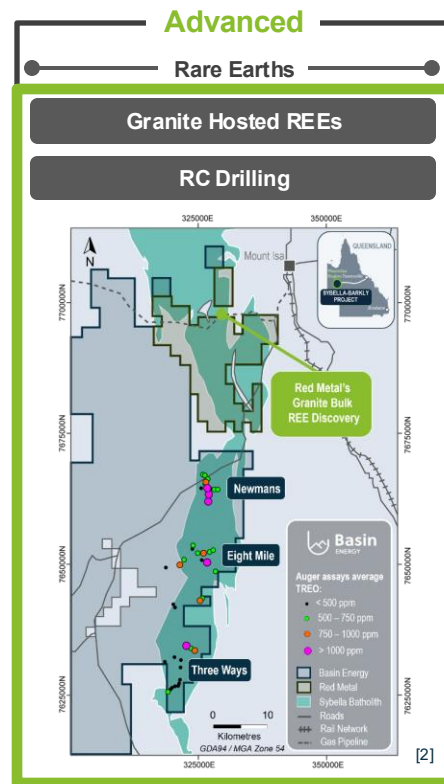 Advanced
Rare Earths
Granite Hosted REEs
RC Drilling
325000E
350000E
N
Mount Isa
QUEENSLAND
SYBELLA-BARKLY
PROJECT
Brisbane
7700000N
7700000N
Red Metal's
Granite Bulk
REE Discovery
7675000N
7675000N
Newmans
Eight Mile
7650000N
7650000N
Basin
ENERGY
Auger assays average
TREO:
< 500 ppm
500 – 750 ppm
750 – 1000 ppm
> 1000 ppm
Basin Energy
Red Metal
Sybella Batholith
Roads
Rail Network
Gas Pipeline
Three Ways
7625000N
7625000N
0 10
Kilometres
GDA94 / MGA Zone 54
325000E
350000E
[2]